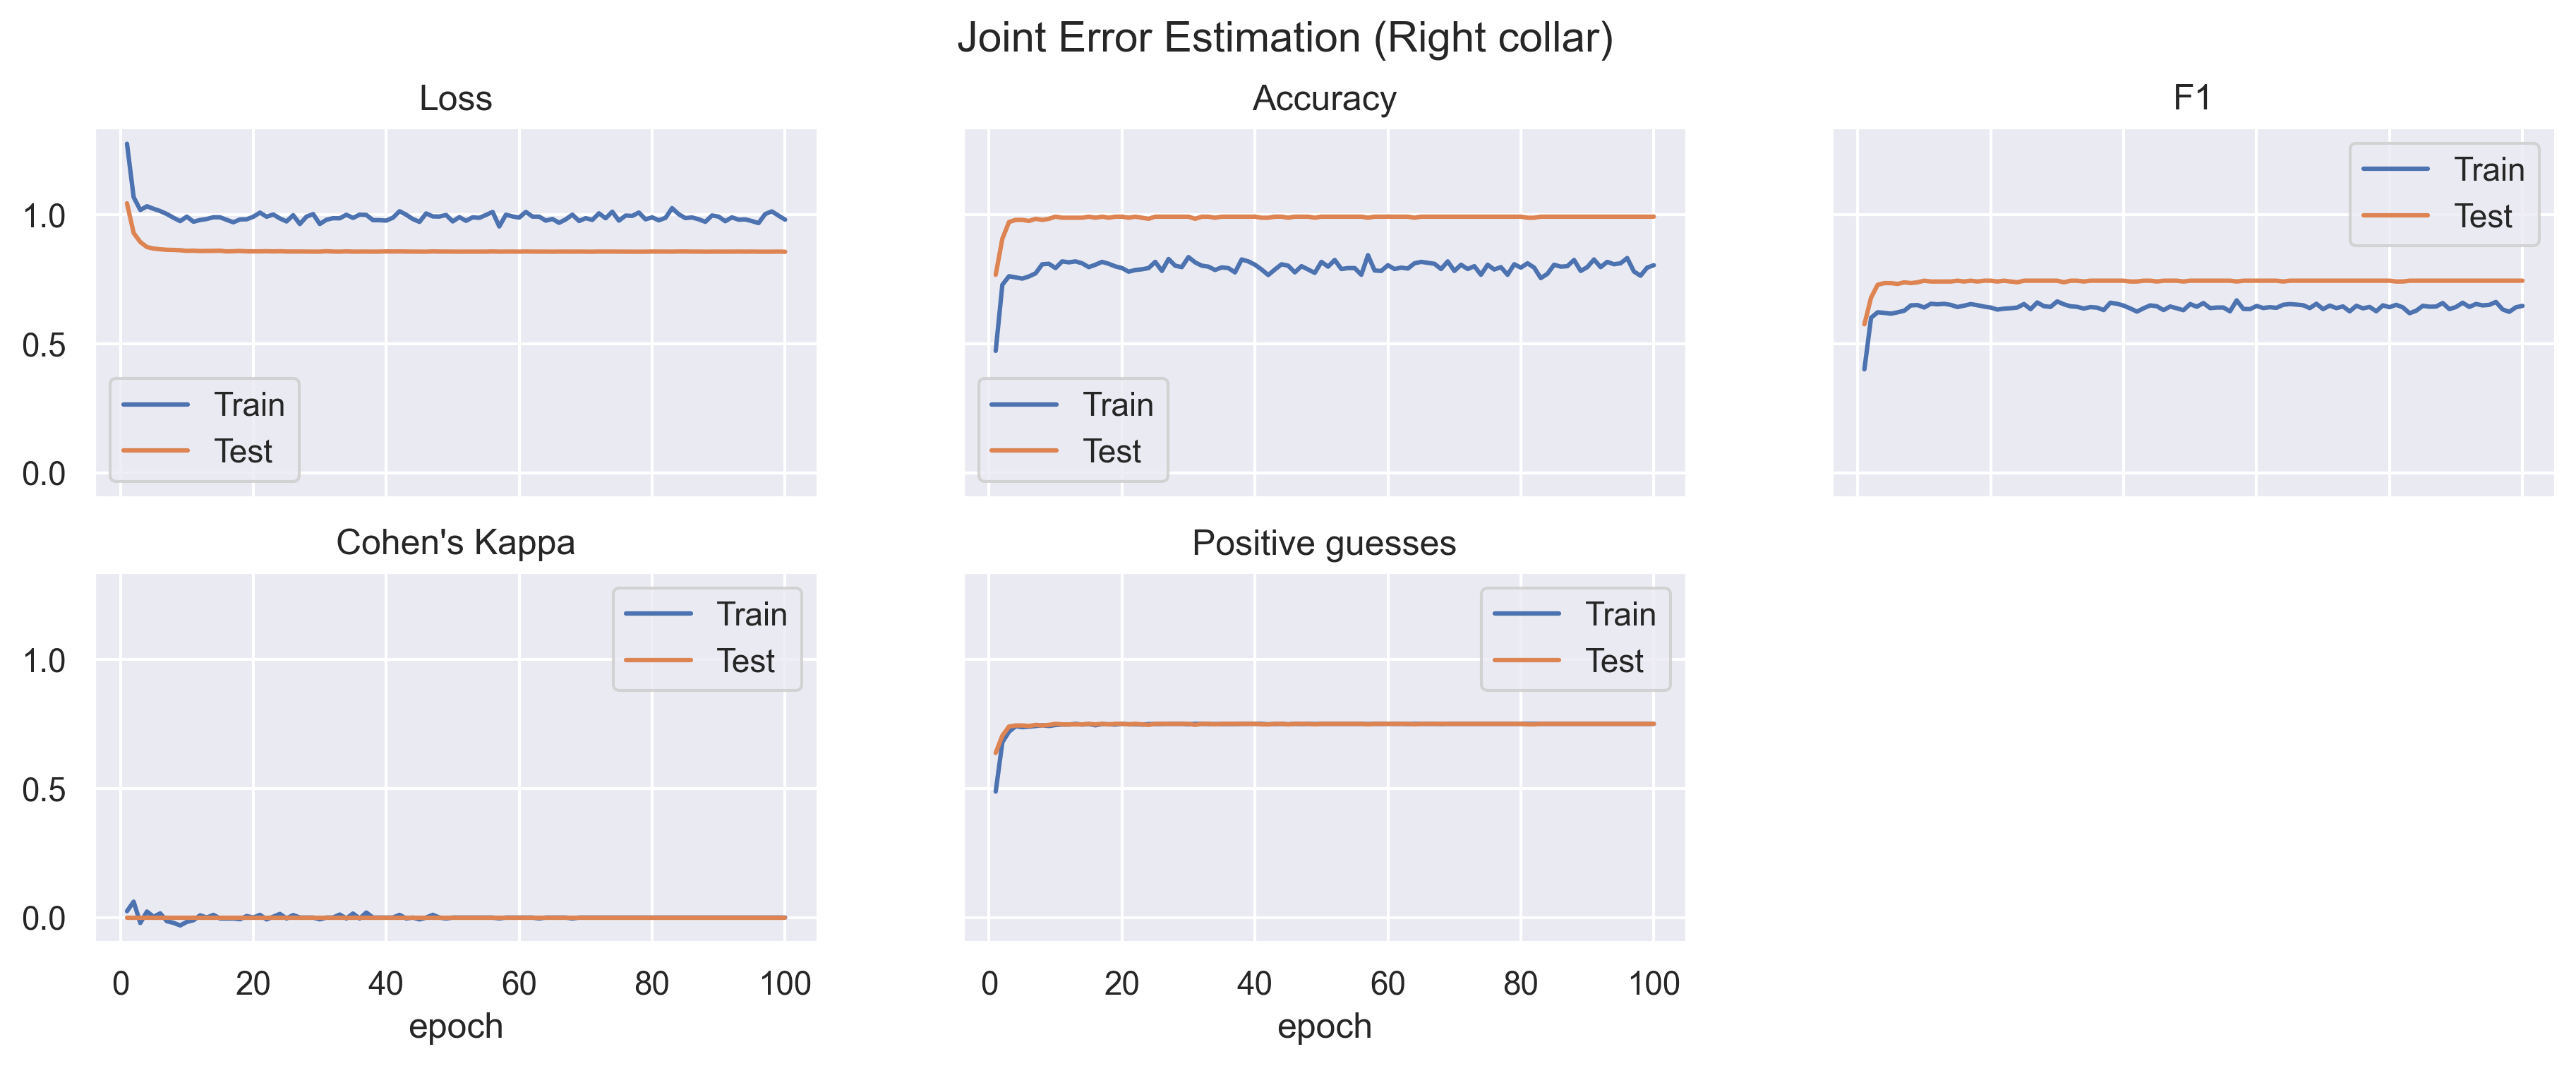 Joint Error Estimation (Right collar)
Loss
Accuracy
F1
1.0
0.5
0.0
Train
Test
Train
Test
Train
Test
Cohen's Kappa
Positive guesses
1.0
0.5
0.0
Train
Test
Train
Test
0 20 40 60 80 100
epoch
0 20 40 60 80 100
epoch